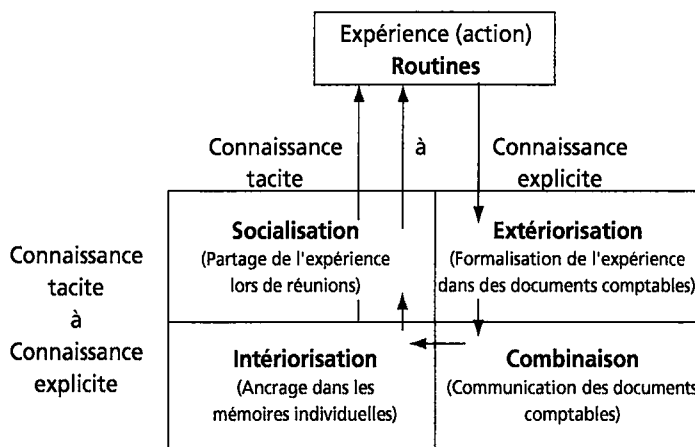 Expérience (action)
Routines
Connaissance
tacite
à
Connaissance
explicite
Connaissance
tacite
à
Connaissance
explicite
Socialisation
(Partage de l'expérience
lors de réunions)
Extériorisation
(Formalisation de l'expérience
dans des documents comptables)
Intériorisation
(Ancrage dans les
mémoires individuelles)
Combinaison
(Communication des documents
comptables)